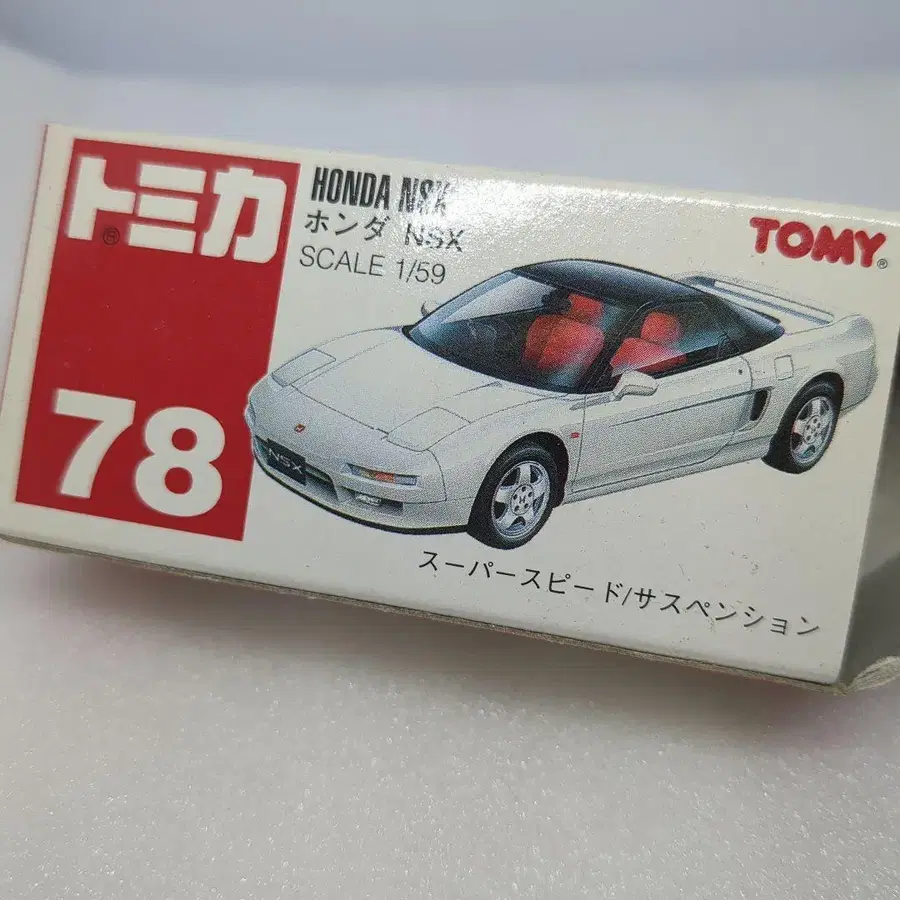 トミカ®
HONDA NSX
ホンダ NSX
SCALE 1/59
TOMY®
78
NSX
スーパースピード/サスペンション